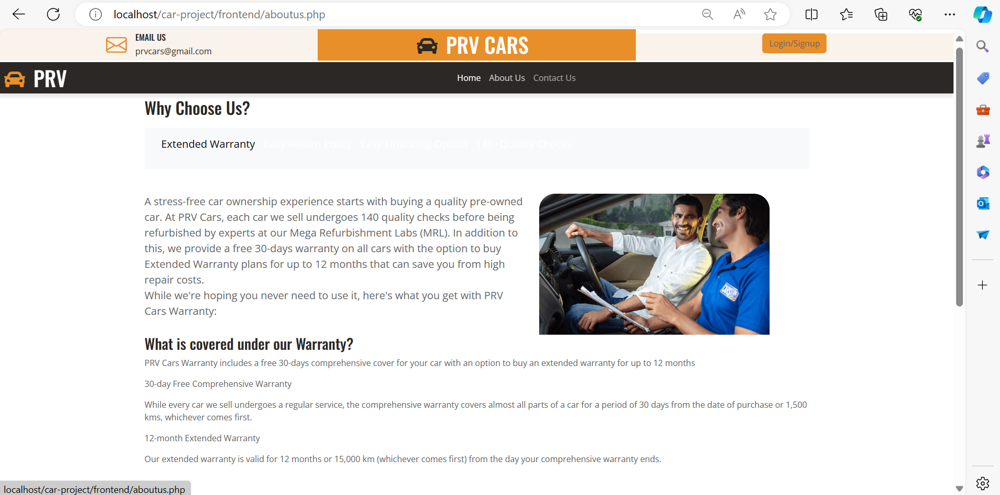 localhost/car-project/frontend/aboutus.php
EMAIL US
prvcars@gmail.com
PRV CARS
Login/Signup
PRV
Home About Us Contact Us
Why Choose Us?
Extended Warranty Easy Return Policy Easy Financing Option 140+Quality Checks
A stress-free car ownership experience starts with buying a quality pre-owned
car. At PRV Cars, each car we sell undergoes 140 quality checks before being
refurbished by experts at our Mega Refurbishment Labs (MRL). In addition to
this, we provide a free 30-days warranty on all cars with the option to buy
Extended Warranty plans for up to 12 months that can save you from high
repair costs.
While we're hoping you never need to use it, here's what you get with PRV
Cars Warranty:
CARS
What is covered under our Warranty?
PRV Cars Warranty includes a free 30-days comprehensive cover for your car with an option to buy an extended warranty for up to 12 months
30-day Free Comprehensive Warranty
While every car we sell undergoes a regular service, the comprehensive warranty covers almost all parts of a car for a period of 30 days from the date of purchase or 1,500
kms, whichever comes first.
12-month Extended Warranty
Our extended warranty is valid for 12 months or 15,000 km (whichever comes first) from the day your comprehensive warranty ends.
localhost/car-project/frontend/aboutus.php